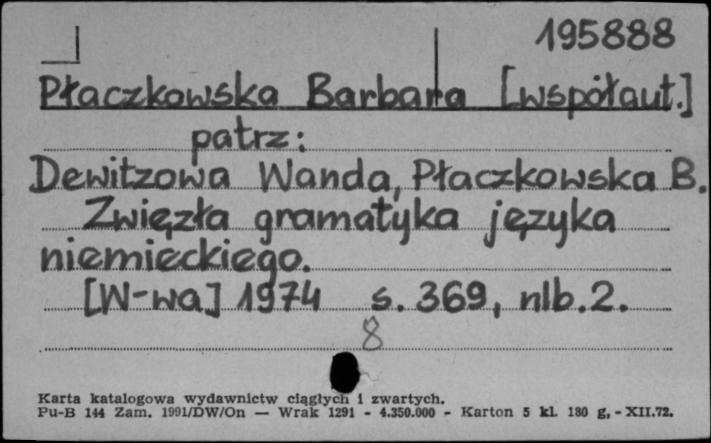 195888
Płaczkowska Barbara [współaut.]
patrz:
Dewitzowa Wanda, Płaczkowska B.
Zwięzła gramatyka języka
niemieckiego.
[W-wa] 1974 s. 369, nlb. 2.
8
Karta katalogowa wydawnictw ciągłych i zwartych.
Pu-B 144 Zam. 1991/DW/On — Wrak 1291 - 4.350.000 - Karton 5 kl. 180 g, - XII.72.